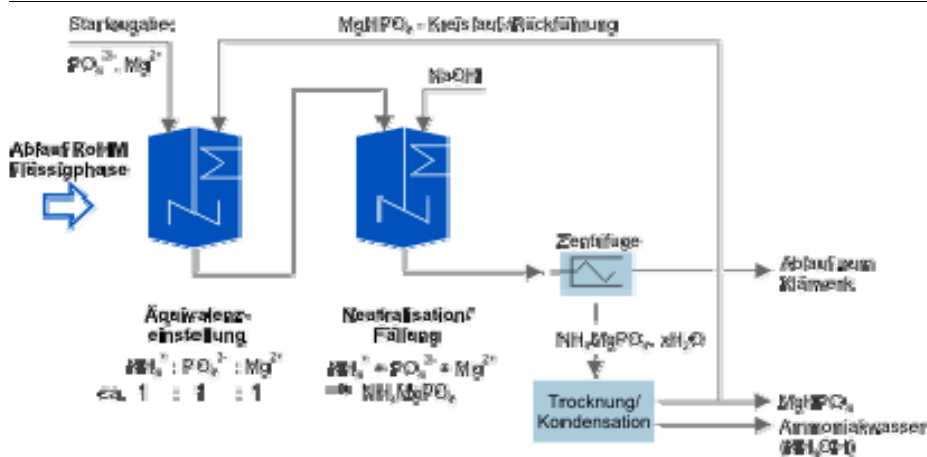 Startzugabe:
PO₄³⁻, Mg²⁺
MgHPO₄ - Kreislauf/Rückführung
NaOH
Ablauf
Flüssigphase
Zentrifuge
Ablauf zum
Klärwerk
Äquivalenz-
einstellung
NH₄⁺ : PO₄³⁻ : Mg²⁺
ca. 1 : 1 : 1
Neutralisation/
Fällung
NH₄⁺ + PO₄³⁻ + Mg²⁺
NH₄MgPO₄
NH₄MgPO₄ · xH₂O
Trocknung/
Kondensation
MgHPO₄
Ammoniakwasser
(NH₄OH)